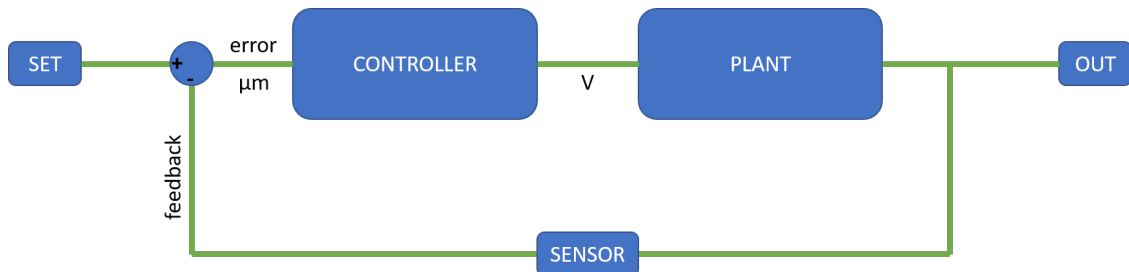 SET
+
-
error
µm
CONTROLLER
V
PLANT
OUT
feedback
SENSOR